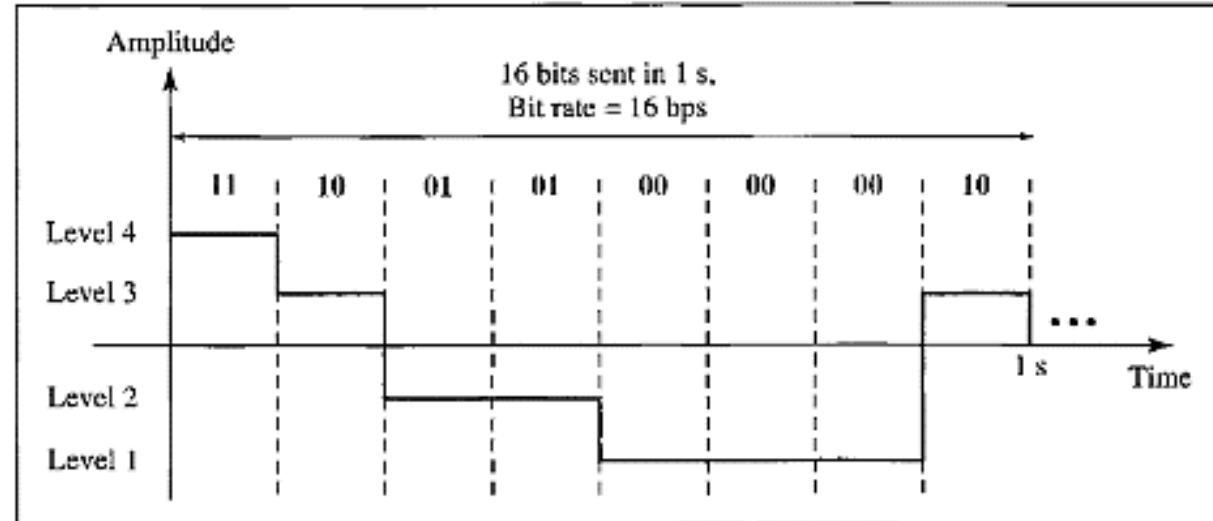 Amplitude
16 bits sent in 1 s.
Bit rate = 16 bps
11 10 01 01 00 00 00 10
Level 4
Level 3
1 s
Time
Level 2
Level 1